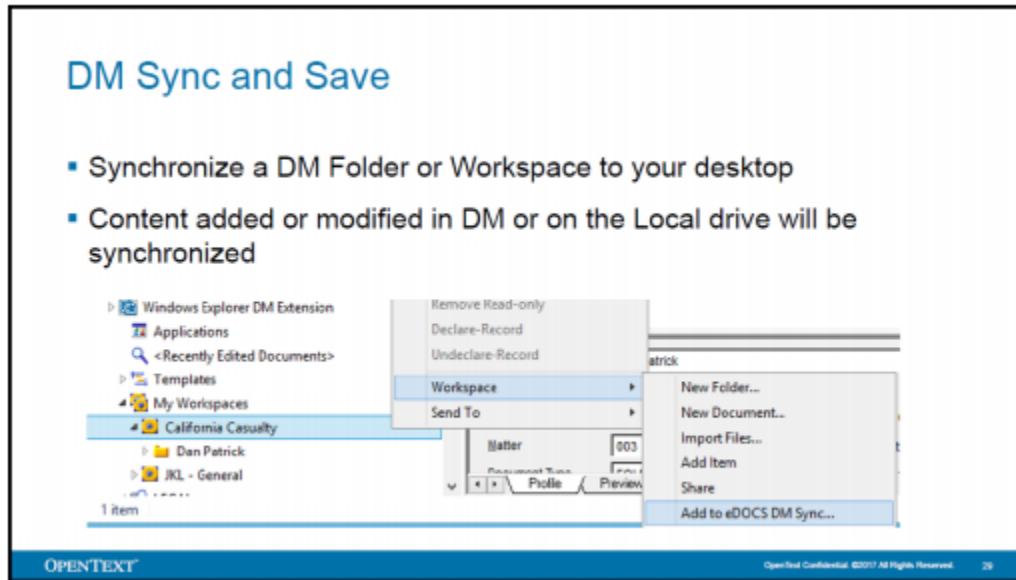 DM Sync and Save
Synchronize a DM Folder or Workspace to your desktop
Content added or modified in DM or on the Local drive will be
synchronized
Windows Explorer DM Extension
Applications
<Recently Edited Documents>
Templates
My Workspaces
California Casualty
Dan Patrick
JKL - General
1 item
Remove Read-only
Declare-Record
Undeclare-Record
Workspace
Send To
atrick
Matter
003
Profile
Preview
New Folder...
New Document...
Import Files...
Add Item
Share
Add to eDOCS DM Sync...
OPENTEXT
OpenText Confidential. ©2017 All Rights Reserved.
29